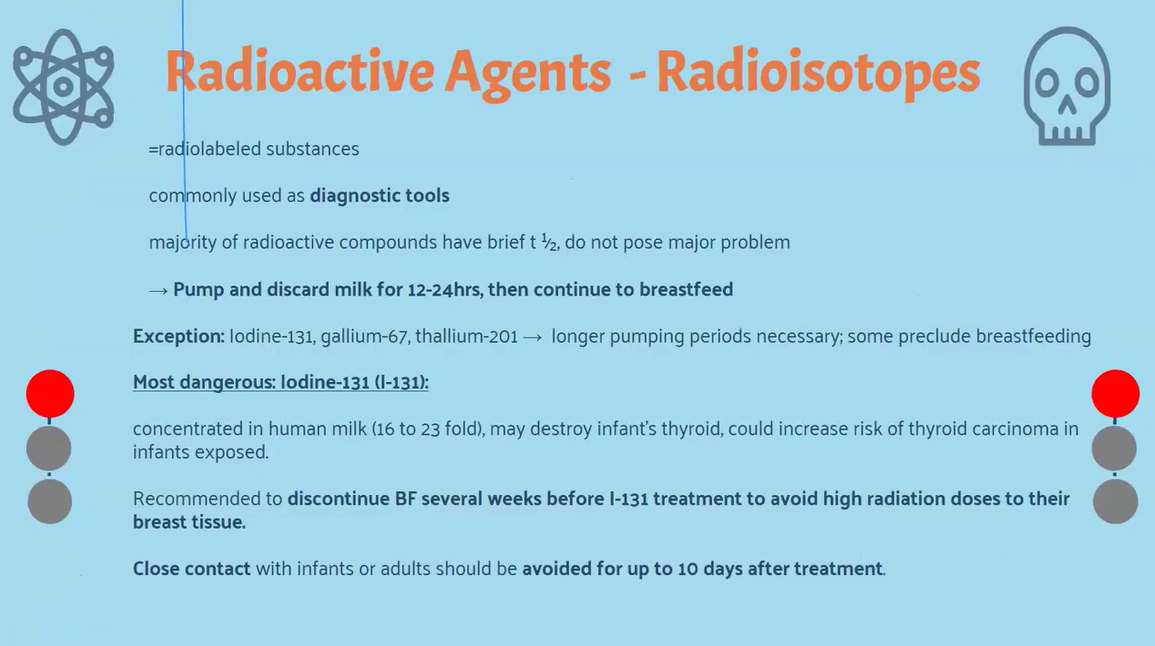 Radioactive Agents - Radioisotopes
=radiolabeled substances
commonly used as diagnostic tools
majority of radioactive compounds have brief t ½, do not pose major problem
→ Pump and discard milk for 12-24hrs, then continue to breastfeed
Exception: Iodine-131, gallium-67, thallium-201 → longer pumping periods necessary; some preclude breastfeeding
Most dangerous: Iodine-131 (I-131):
concentrated in human milk (16 to 23 fold), may destroy infant's thyroid, could increase risk of thyroid carcinoma in
infants exposed.
Recommended to discontinue BF several weeks before I-131 treatment to avoid high radiation doses to their
breast tissue.
Close contact with infants or adults should be avoided for up to 10 days after treatment.